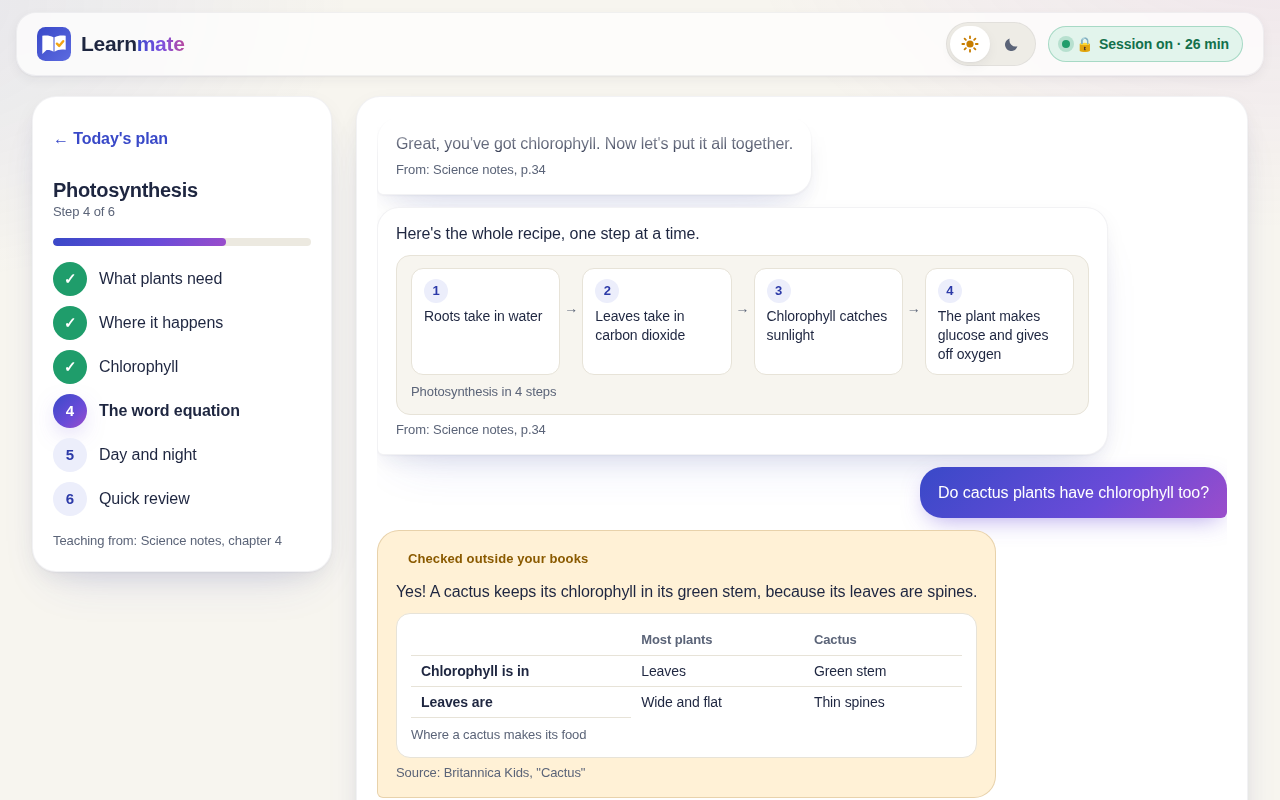 Learnmate
Session on · 26 min
← Today's plan
Photosynthesis
Step 4 of 6
✓ What plants need
✓ Where it happens
✓ Chlorophyll
4 The word equation
5 Day and night
6 Quick review
Teaching from: Science notes, chapter 4
Great, you've got chlorophyll. Now let's put it all together.
From: Science notes, p.34
Here's the whole recipe, one step at a time.
1
Roots take in water
→
2
Leaves take in
carbon dioxide
→
3
Chlorophyll catches
sunlight
→
4
The plant makes
glucose and gives
off oxygen
Photosynthesis in 4 steps
From: Science notes, p.34
Do cactus plants have chlorophyll too?
Checked outside your books
Yes! A cactus keeps its chlorophyll in its green stem, because its leaves are spines.
Most plants Cactus
Chlorophyll is in Leaves Green stem
Leaves are Wide and flat Thin spines
Where a cactus makes its food
Source: Britannica Kids, "Cactus"